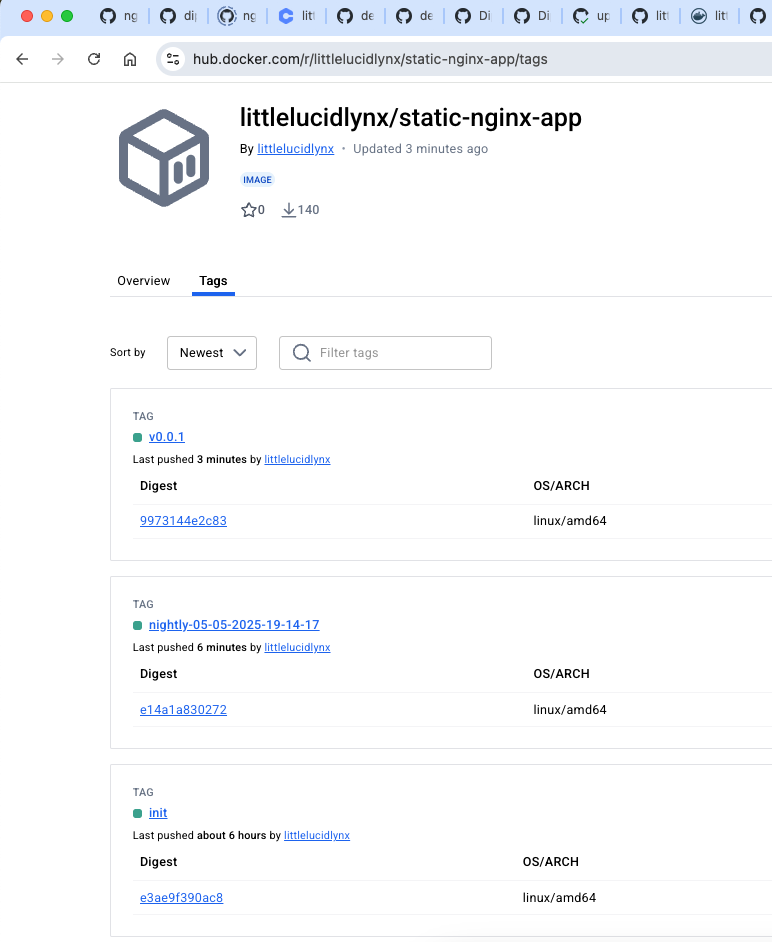 ng
di
ng
litt
de
de
Di
Di
up
litt
litt
hub.docker.com/r/littlelucidlynx/static-nginx-app/tags
littlelucidlynx/static-nginx-app
By littlelucidlynx • Updated 3 minutes ago
IMAGE
0 140
Overview Tags
Sort by Newest Filter tags
TAG
v0.0.1
Last pushed 3 minutes by littlelucidlynx
Digest OS/ARCH
9973144e2c83 linux/amd64
TAG
nightly-05-05-2025-19-14-17
Last pushed 6 minutes by littlelucidlynx
Digest OS/ARCH
e14a1a830272 linux/amd64
TAG
init
Last pushed about 6 hours by littlelucidlynx
Digest OS/ARCH
e3ae9f390ac8 linux/amd64